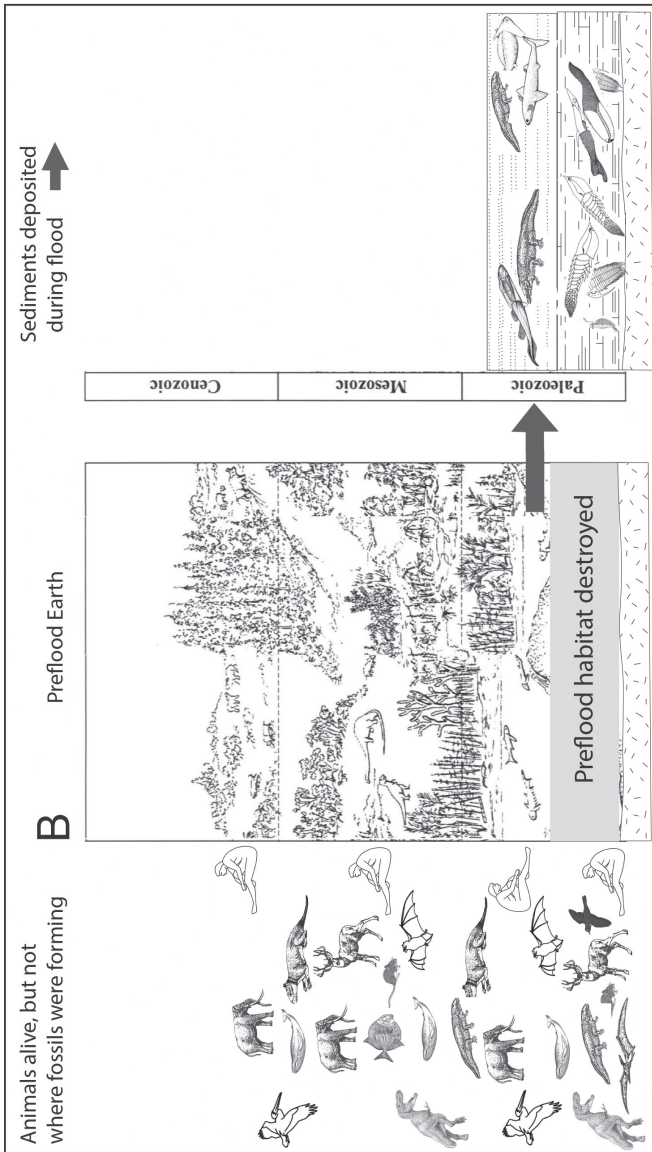 Animals alive, but not
where fossils were forming
B
Preflood Earth
Preflood habitat destroyed
Cenozoic
Mesozoic
Paleozoic
Sediments deposited
during flood